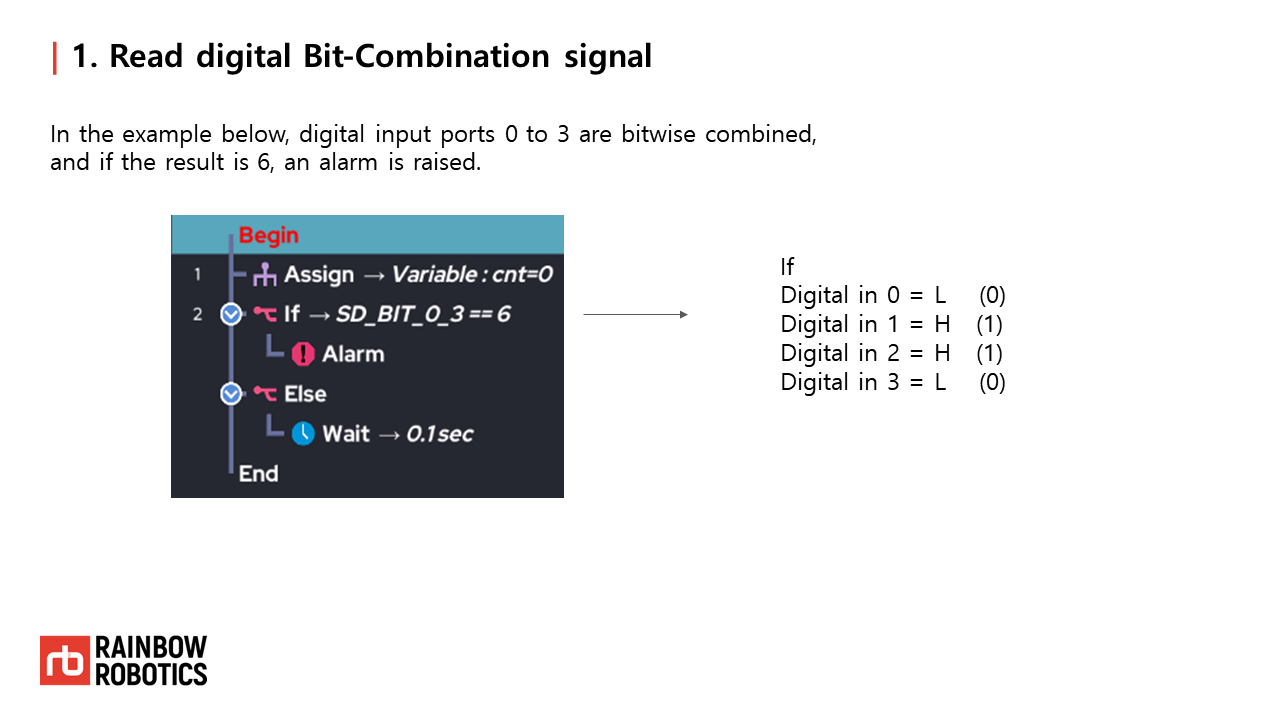 1. Read digital Bit-Combination signal
In the example below, digital input ports 0 to 3 are bitwise combined,
and if the result is 6, an alarm is raised.
Begin
1 Assign → Variable : cnt=0
2 If → SD_BIT_0_3 == 6
Alarm
Else
Wait → 0.1sec
End
If
Digital in 0 = L (0)
Digital in 1 = H (1)
Digital in 2 = H (1)
Digital in 3 = L (0)
rb RAINBOW
ROBOTICS